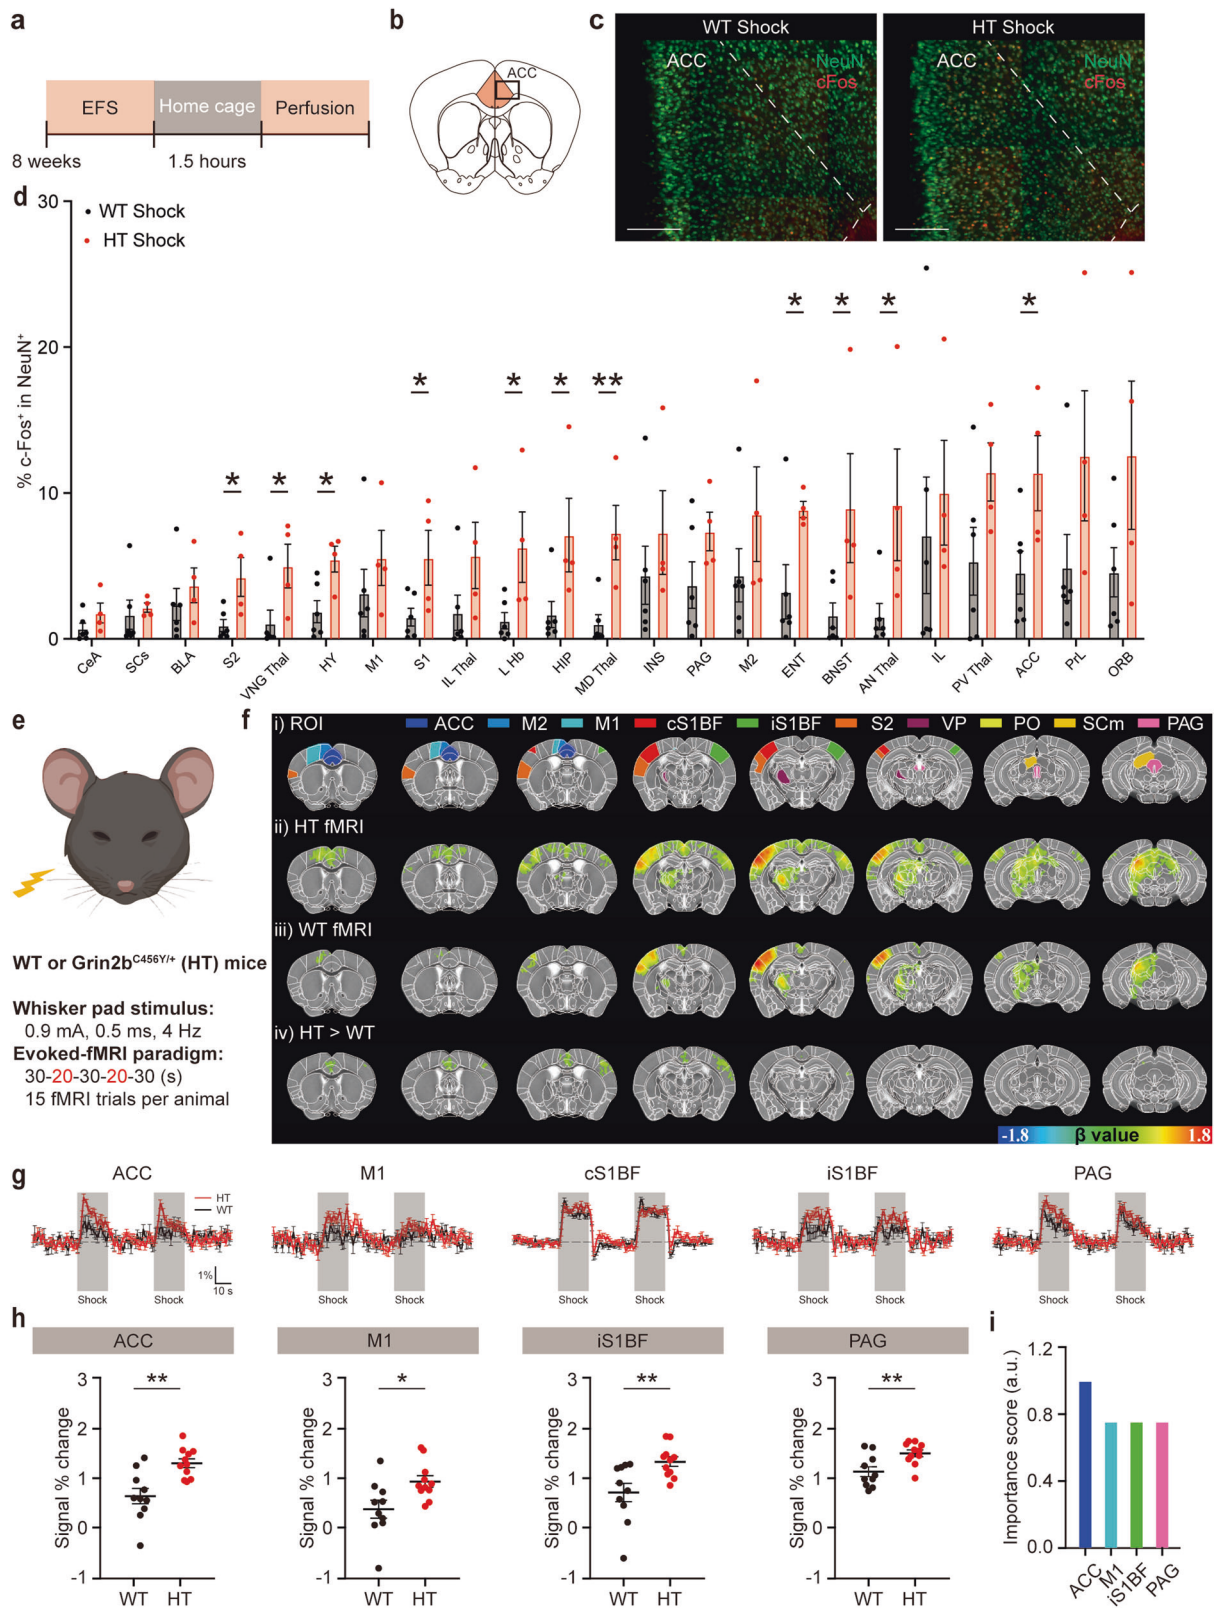 a
EFS
Home cage
Perfusion
8 weeks
1.5 hours
b
ACC
c
WT Shock
ACC
NeuN
cFos
HT Shock
ACC
NeuN
cFos
d
% c-Fos⁺ in NeuN⁺
30
20
10
0
WT Shock
HT Shock
*
*
*
*
*
*
**
*
*
*
*
CeA
SCs
BLA
S2
VNG Thal
HY
M1
S1
IL Thal
L Hb
HIP
MD Thal
INS
PAG
M2
ENT
BNST
AN Thal
IL
PV Thal
ACC
PrL
ORB
e
WT or Grin2b^C456Y/+ (HT) mice
Whisker pad stimulus:
0.9 mA, 0.5 ms, 4 Hz
Evoked-fMRI paradigm:
30-20-30-20-30 (s)
15 fMRI trials per animal
f
i) ROI
ACC M2 M1 cS1BF iS1BF S2 VP PO SCm PAG
ii) HT fMRI
iii) WT fMRI
iv) HT > WT
-1.8 β value 1.8
g
ACC
HT
WT
1%
10 s
Shock Shock
M1
Shock Shock
cS1BF
Shock Shock
iS1BF
Shock Shock
PAG
Shock Shock
h
ACC
Signal % change
3
2
1
0
-1
**
WT HT
M1
Signal % change
3
2
1
0
-1
*
WT HT
iS1BF
Signal % change
3
2
1
0
-1
**
WT HT
PAG
Signal % change
3
2
1
0
-1
**
WT HT
i
Importance score (a.u.)
1.2
0.8
0.4
0.0
ACC
M1
iS1BF
PAG